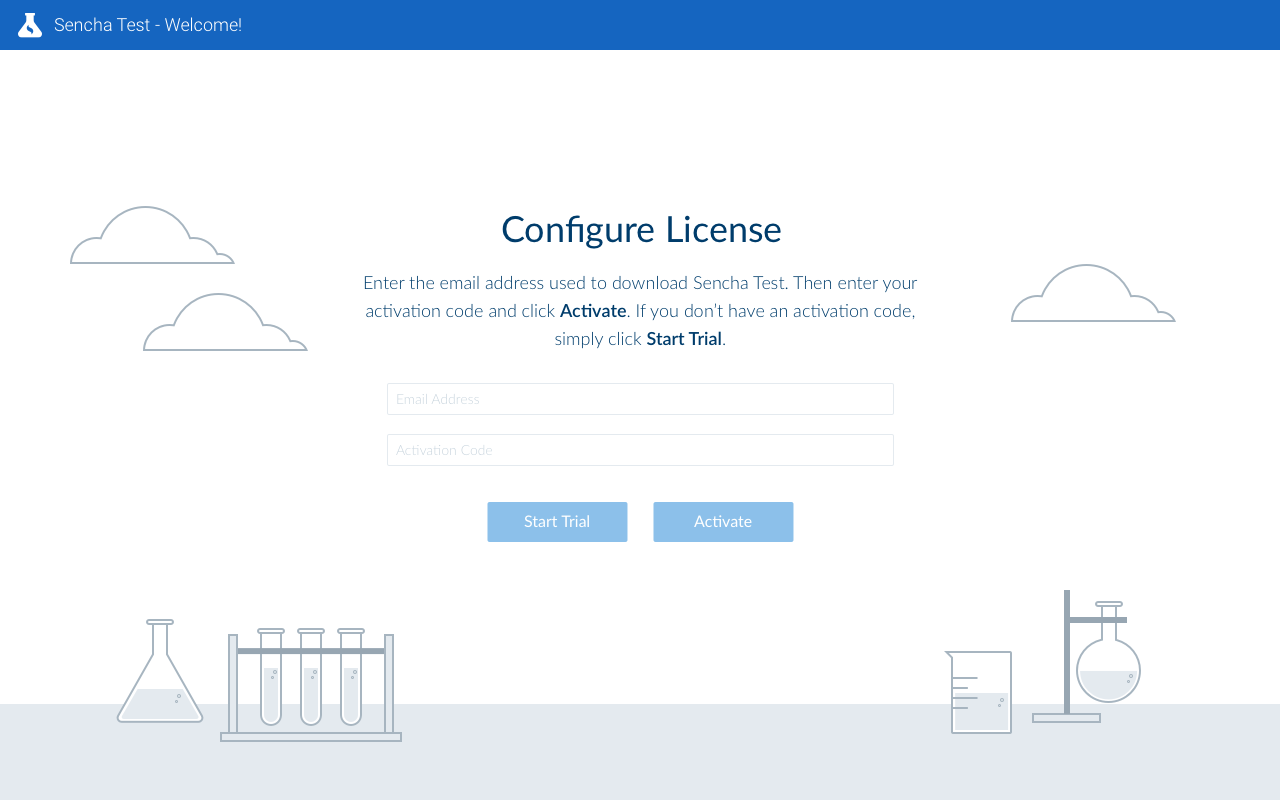 Sencha Test - Welcome!
Configure License
Enter the email address used to download Sencha Test. Then enter your
activation code and click Activate. If you don't have an activation code,
simply click Start Trial.
Email Address
Activation Code
Start Trial
Activate